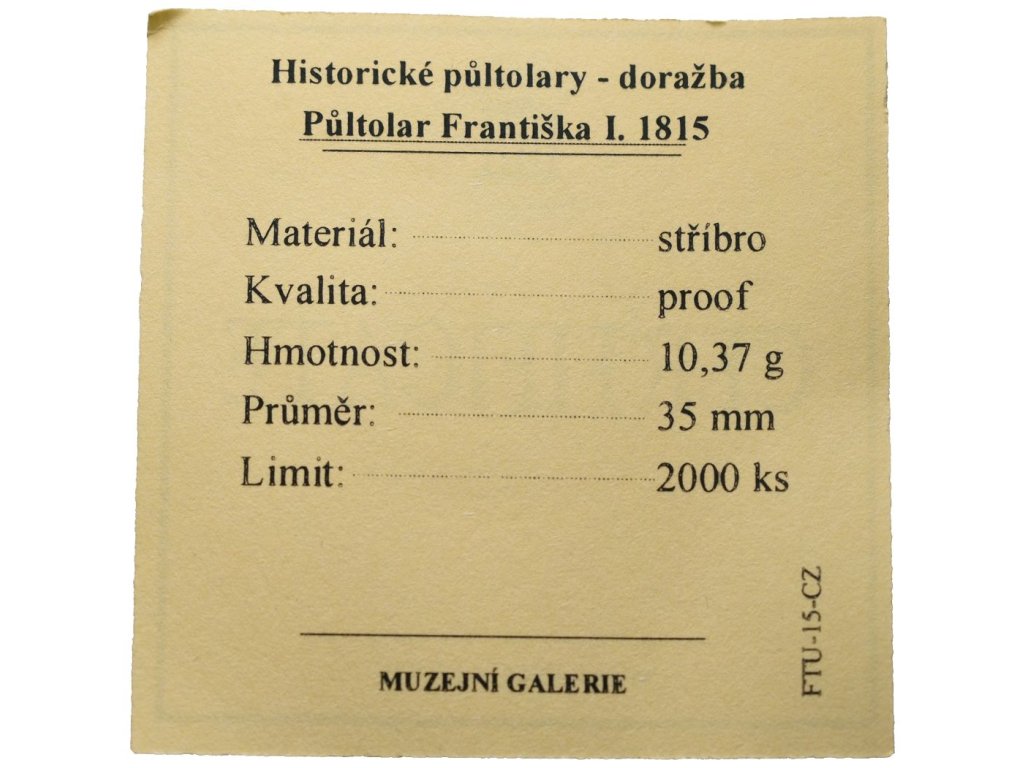 Historické půltolary - doražba
Půltolar Františka I. 1815
Materiál: stříbro
Kvalita: proof
Hmotnost: 10,37 g
Průměr: 35 mm
Limit: 2000 ks
FTU-15-CZ
MUZEJNÍ GALERIE